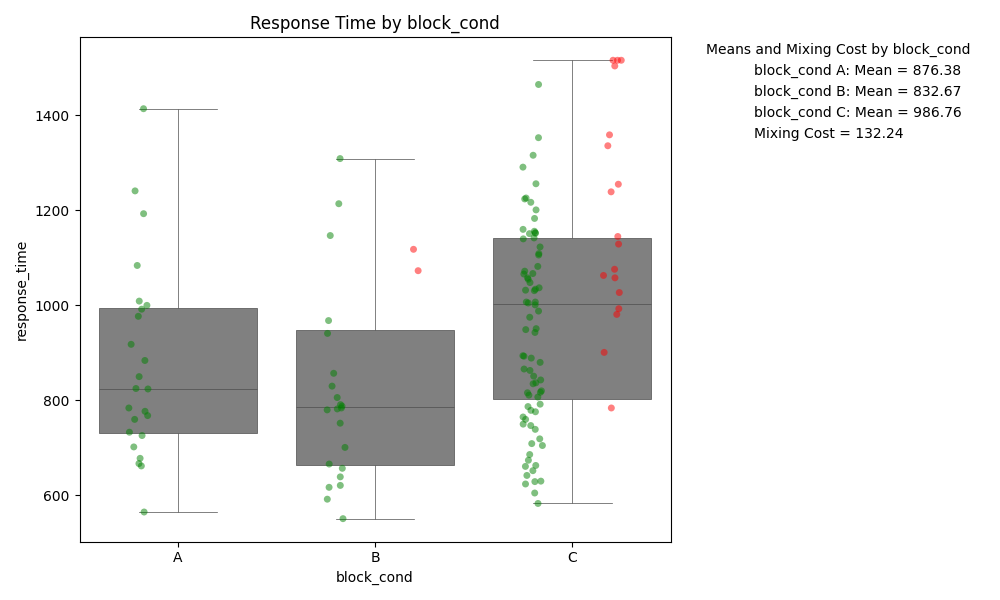 Response Time by block_cond
Means and Mixing Cost by block_cond
block_cond A: Mean = 876.38
block_cond B: Mean = 832.67
block_cond C: Mean = 986.76
Mixing Cost = 132.24
response_time
1400
1200
1000
800
600
A
B
C
block_cond